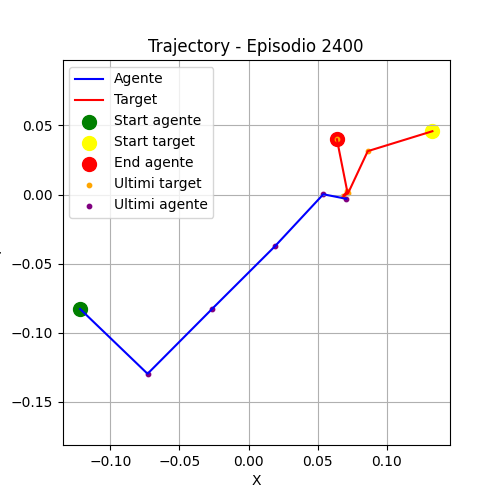 Trajectory - Episodio 2400
Agente
Target
Start agente
Start target
End agente
Ultimi target
Ultimi agente
0.05
0.00
−0.05
−0.10
−0.15
−0.10
−0.05
0.00
0.05
0.10
X